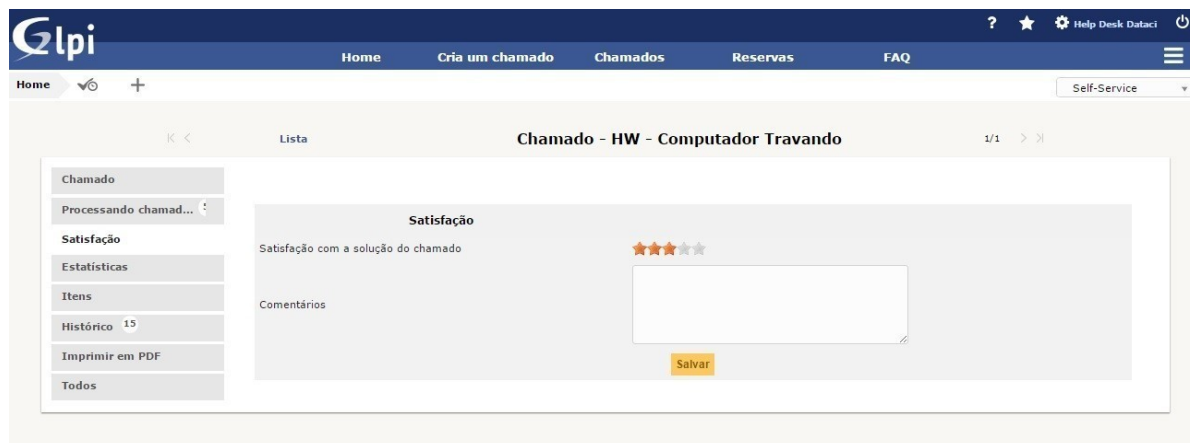 Glpi
? Help Desk Dataci
Home Cria um chamado Chamados Reservas FAQ
Home + Self-Service
Lista Chamado - HW - Computador Travando 1/1
Chamado
Processando chamad...
Satisfação
Estatísticas
Itens
Histórico 15
Imprimir em PDF
Todos
Satisfação
Satisfação com a solução do chamado
Comentários
Salvar